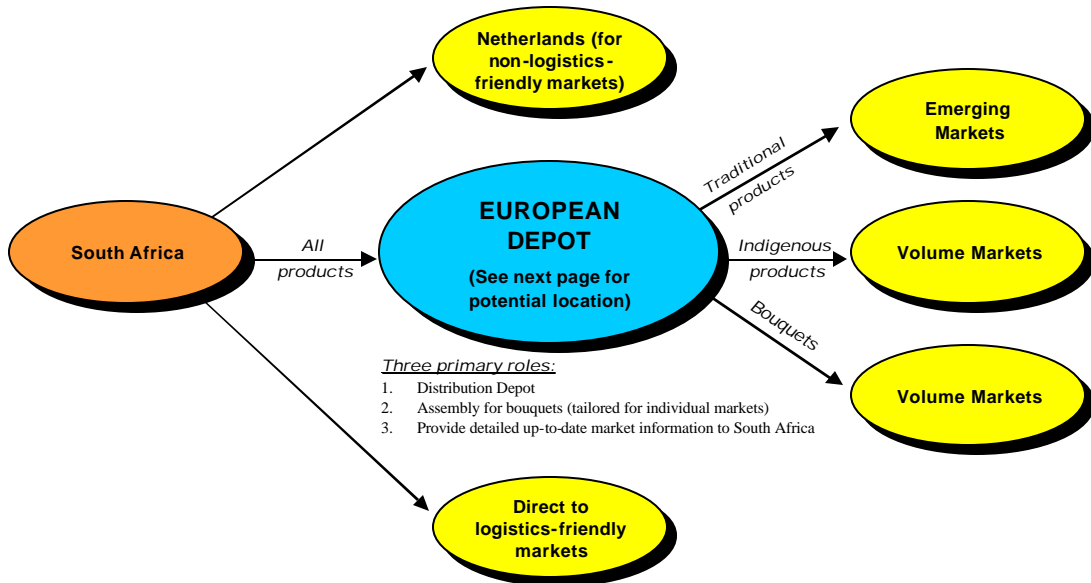 Netherlands (for
non-logistics-
friendly markets)
Emerging
Markets
Traditional
products
South Africa
All
products
EUROPEAN
DEPOT
(See next page for
potential location)
Indigenous
products
Volume Markets
Bouquets
Volume Markets
Three primary roles:
1. Distribution Depot
2. Assembly for bouquets (tailored for individual markets)
3. Provide detailed up-to-date market information to South Africa
Direct to
logistics-friendly
markets